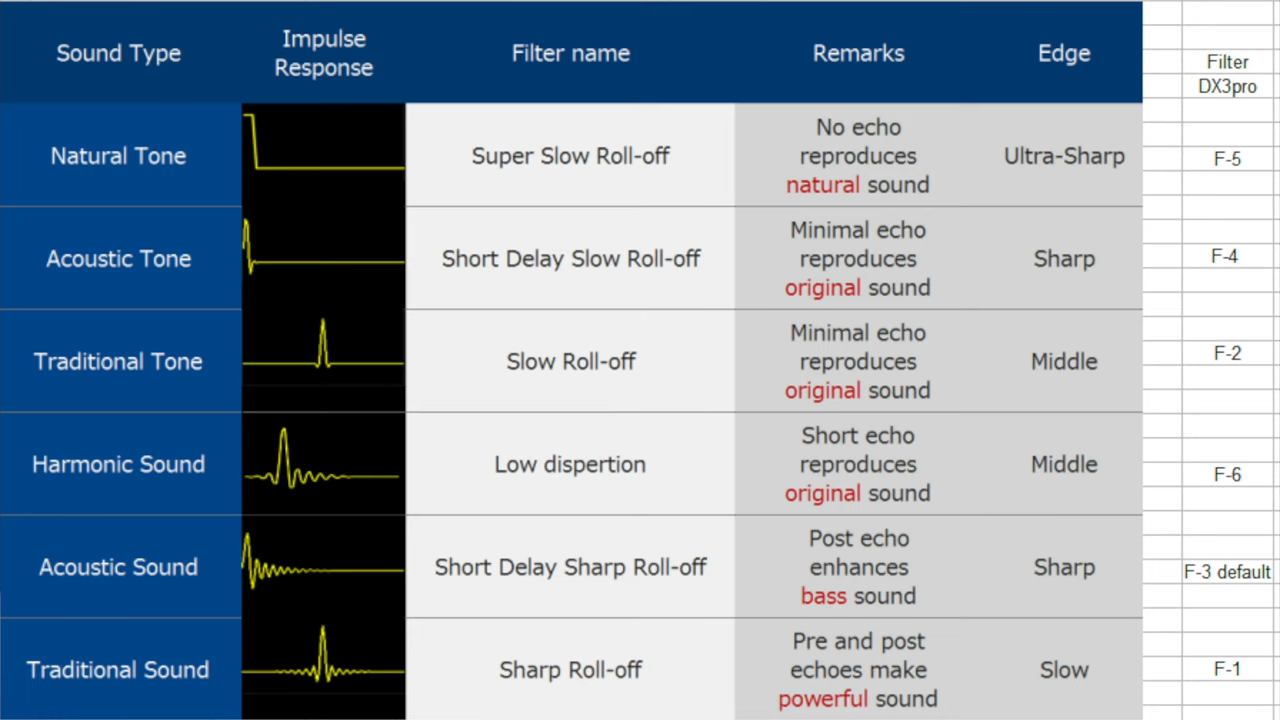 Sound Type
Impulse
Response
Filter name
Remarks
Edge
Filter
DX3pro
Natural Tone
Super Slow Roll-off
No echo
reproduces
natural sound
Ultra-Sharp
F-5
Acoustic Tone
Short Delay Slow Roll-off
Minimal echo
reproduces
original sound
Sharp
F-4
Traditional Tone
Slow Roll-off
Minimal echo
reproduces
original sound
Middle
F-2
Harmonic Sound
Low dispertion
Short echo
reproduces
original sound
Middle
F-6
Acoustic Sound
Short Delay Sharp Roll-off
Post echo
enhances
bass sound
Sharp
F-3 default
Traditional Sound
Sharp Roll-off
Pre and post
echoes make
powerful sound
Slow
F-1